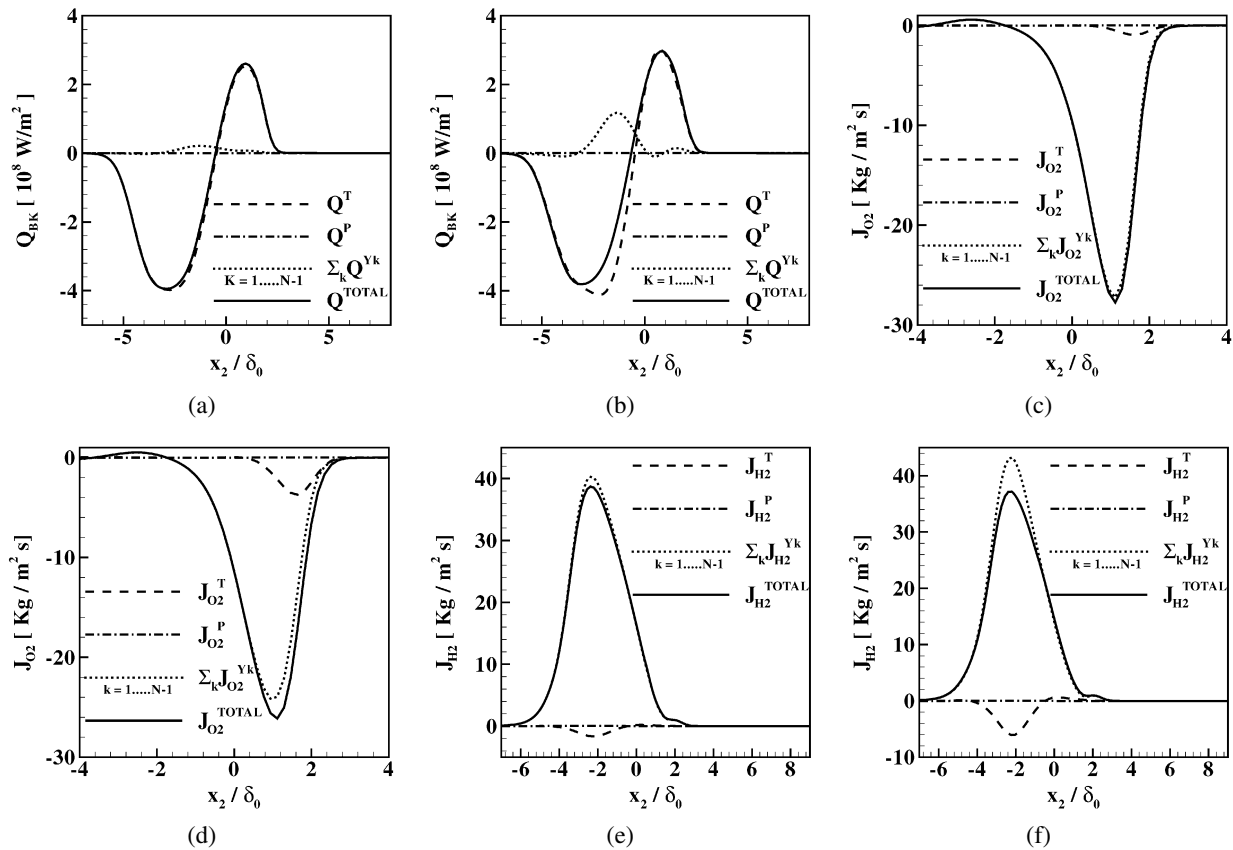 4
2
0
-2
-4
Q_BK [ 10^8 W/m^2 ]
Q^T
Q^P
Σ_k Q^Yk
K = 1.....N-1
Q^TOTAL
-5 0 5
x_2 / δ_0
(a)
4
2
0
-2
-4
Q_BK [ 10^8 W/m^2 ]
Q^T
Q^P
Σ_k Q^Yk
K = 1.....N-1
Q^TOTAL
-5 0 5
x_2 / δ_0
(b)
0
-10
-20
-30
J_O2 [ Kg / m^2 s]
J_O2^T
J_O2^P
Σ_k J_O2^Yk
k = 1.....N-1
J_O2^TOTAL
-4 -2 0 2 4
x_2 / δ_0
(c)
0
-10
-20
-30
J_O2 [ Kg / m^2 s]
J_O2^T
J_O2^P
Σ_k J_O2^Yk
k = 1.....N-1
J_O2^TOTAL
-4 -2 0 2 4
x_2 / δ_0
(d)
40
30
20
10
0
J_H2 [ Kg / m^2 s]
J_H2^T
J_H2^P
Σ_k J_H2^Yk
k = 1.....N-1
J_H2^TOTAL
-6 -4 -2 0 2 4 6 8
x_2 / δ_0
(e)
40
30
20
10
0
-10
J_H2 [ Kg / m^2 s]
J_H2^T
J_H2^P
Σ_k J_H2^Yk
k = 1.....N-1
J_H2^TOTAL
-6 -4 -2 0 2 4 6 8
x_2 / δ_0
(f)